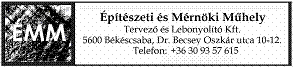 EMM
Építészeti és Mérnöki Műhely
Tervező és Lebonyolító Kft.
5600 Békéscsaba, Dr. Becsey Oszkár utca 10-12.
Telefon: +36 30 93 57 615